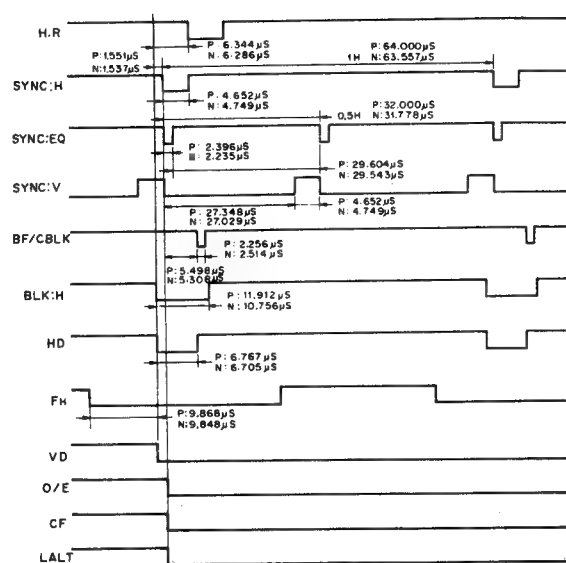 H.R
P: 6.344µS
N: 6.286µS
P:1.551µS
N:1.537µS
1H
P:64.000µS
N:63.557µS
SYNC:H
P: 4.652µS
N: 4.749µS
0.5H
P:32.000µS
N:31.778µS
SYNC:EQ
P: 2.396µS
2.235µS
P:29.604µS
N:29.543µS
SYNC:V
P:27.348µS
N:27.029µS
P: 4.652µS
N: 4.749µS
BF/CBLK
P:2.256µS
N:2.514µS
P:5.498µS
N:5.308µS
BLK:H
P:11.912µS
N:10.756µS
HD
P:6.767µS
N:6.705µS
FH
P:9.868µS
N:9.848µS
VD
O/E
CF
LALT